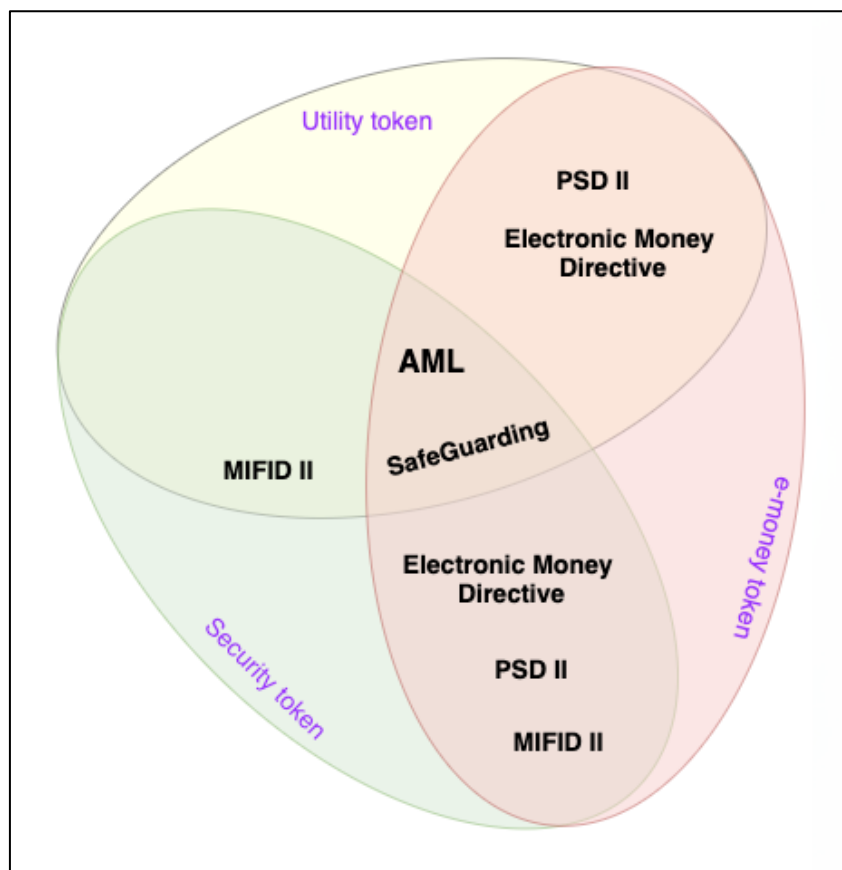 Utility token
PSD II
Electronic Money
Directive
AML
SafeGuarding
MIFID II
e-money token
Electronic Money
Directive
Security token
PSD II
MIFID II